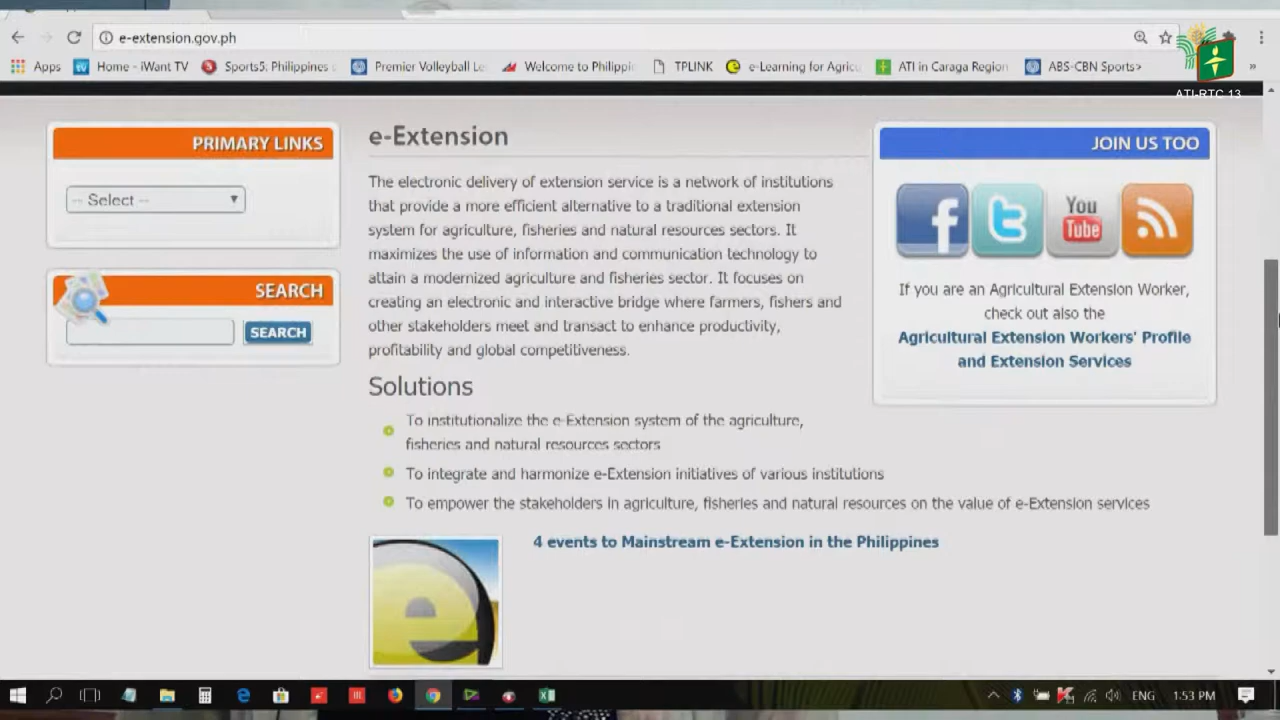 e-extension.gov.ph
Apps
Home - iWant TV
Sports5: Philippines
Premier Volleyball Le
Welcome to Philippin
TPLINK
e-Learning for Agricu
ATI in Caraga Region
ABS-CBN Sports>
»
ATI-RTC 13
PRIMARY LINKS
-- Select --
SEARCH
SEARCH
e-Extension
The electronic delivery of extension service is a network of institutions
that provide a more efficient alternative to a traditional extension
system for agriculture, fisheries and natural resources sectors. It
maximizes the use of information and communication technology to
attain a modernized agriculture and fisheries sector. It focuses on
creating an electronic and interactive bridge where farmers, fishers and
other stakeholders meet and transact to enhance productivity,
profitability and global competitiveness.
Solutions
To institutionalize the e-Extension system of the agriculture,
fisheries and natural resources sectors
To integrate and harmonize e-Extension initiatives of various institutions
To empower the stakeholders in agriculture, fisheries and natural resources on the value of e-Extension services
e
4 events to Mainstream e-Extension in the Philippines
JOIN US TOO
f
t
You
Tube
If you are an Agricultural Extension Worker,
check out also the
Agricultural Extension Workers' Profile
and Extension Services
ENG
1:53 PM